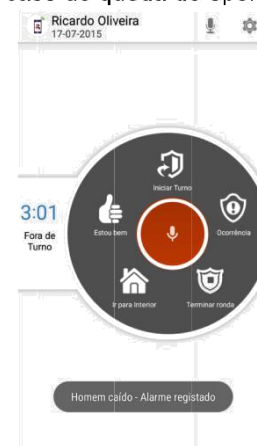 Ricardo Oliveira
17-07-2015
Iniciar Turno
3:01
Fora de
Turno
Estou bem
Ocorrência
Ir para Interior
Terminar ronda
Homem caído - Alarme registado